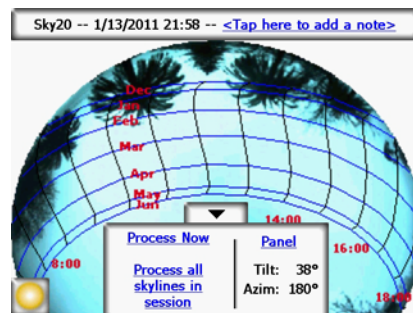 Sky20 -- 1/13/2011 21:58 -- <Tap here to add a note>
Dec
Jan
Feb
Mar
Apr
May
Jun
8:00
14:00
16:00
18:00
Process Now
Process all
skylines in
session
Panel
Tilt: 38°
Azim: 180°